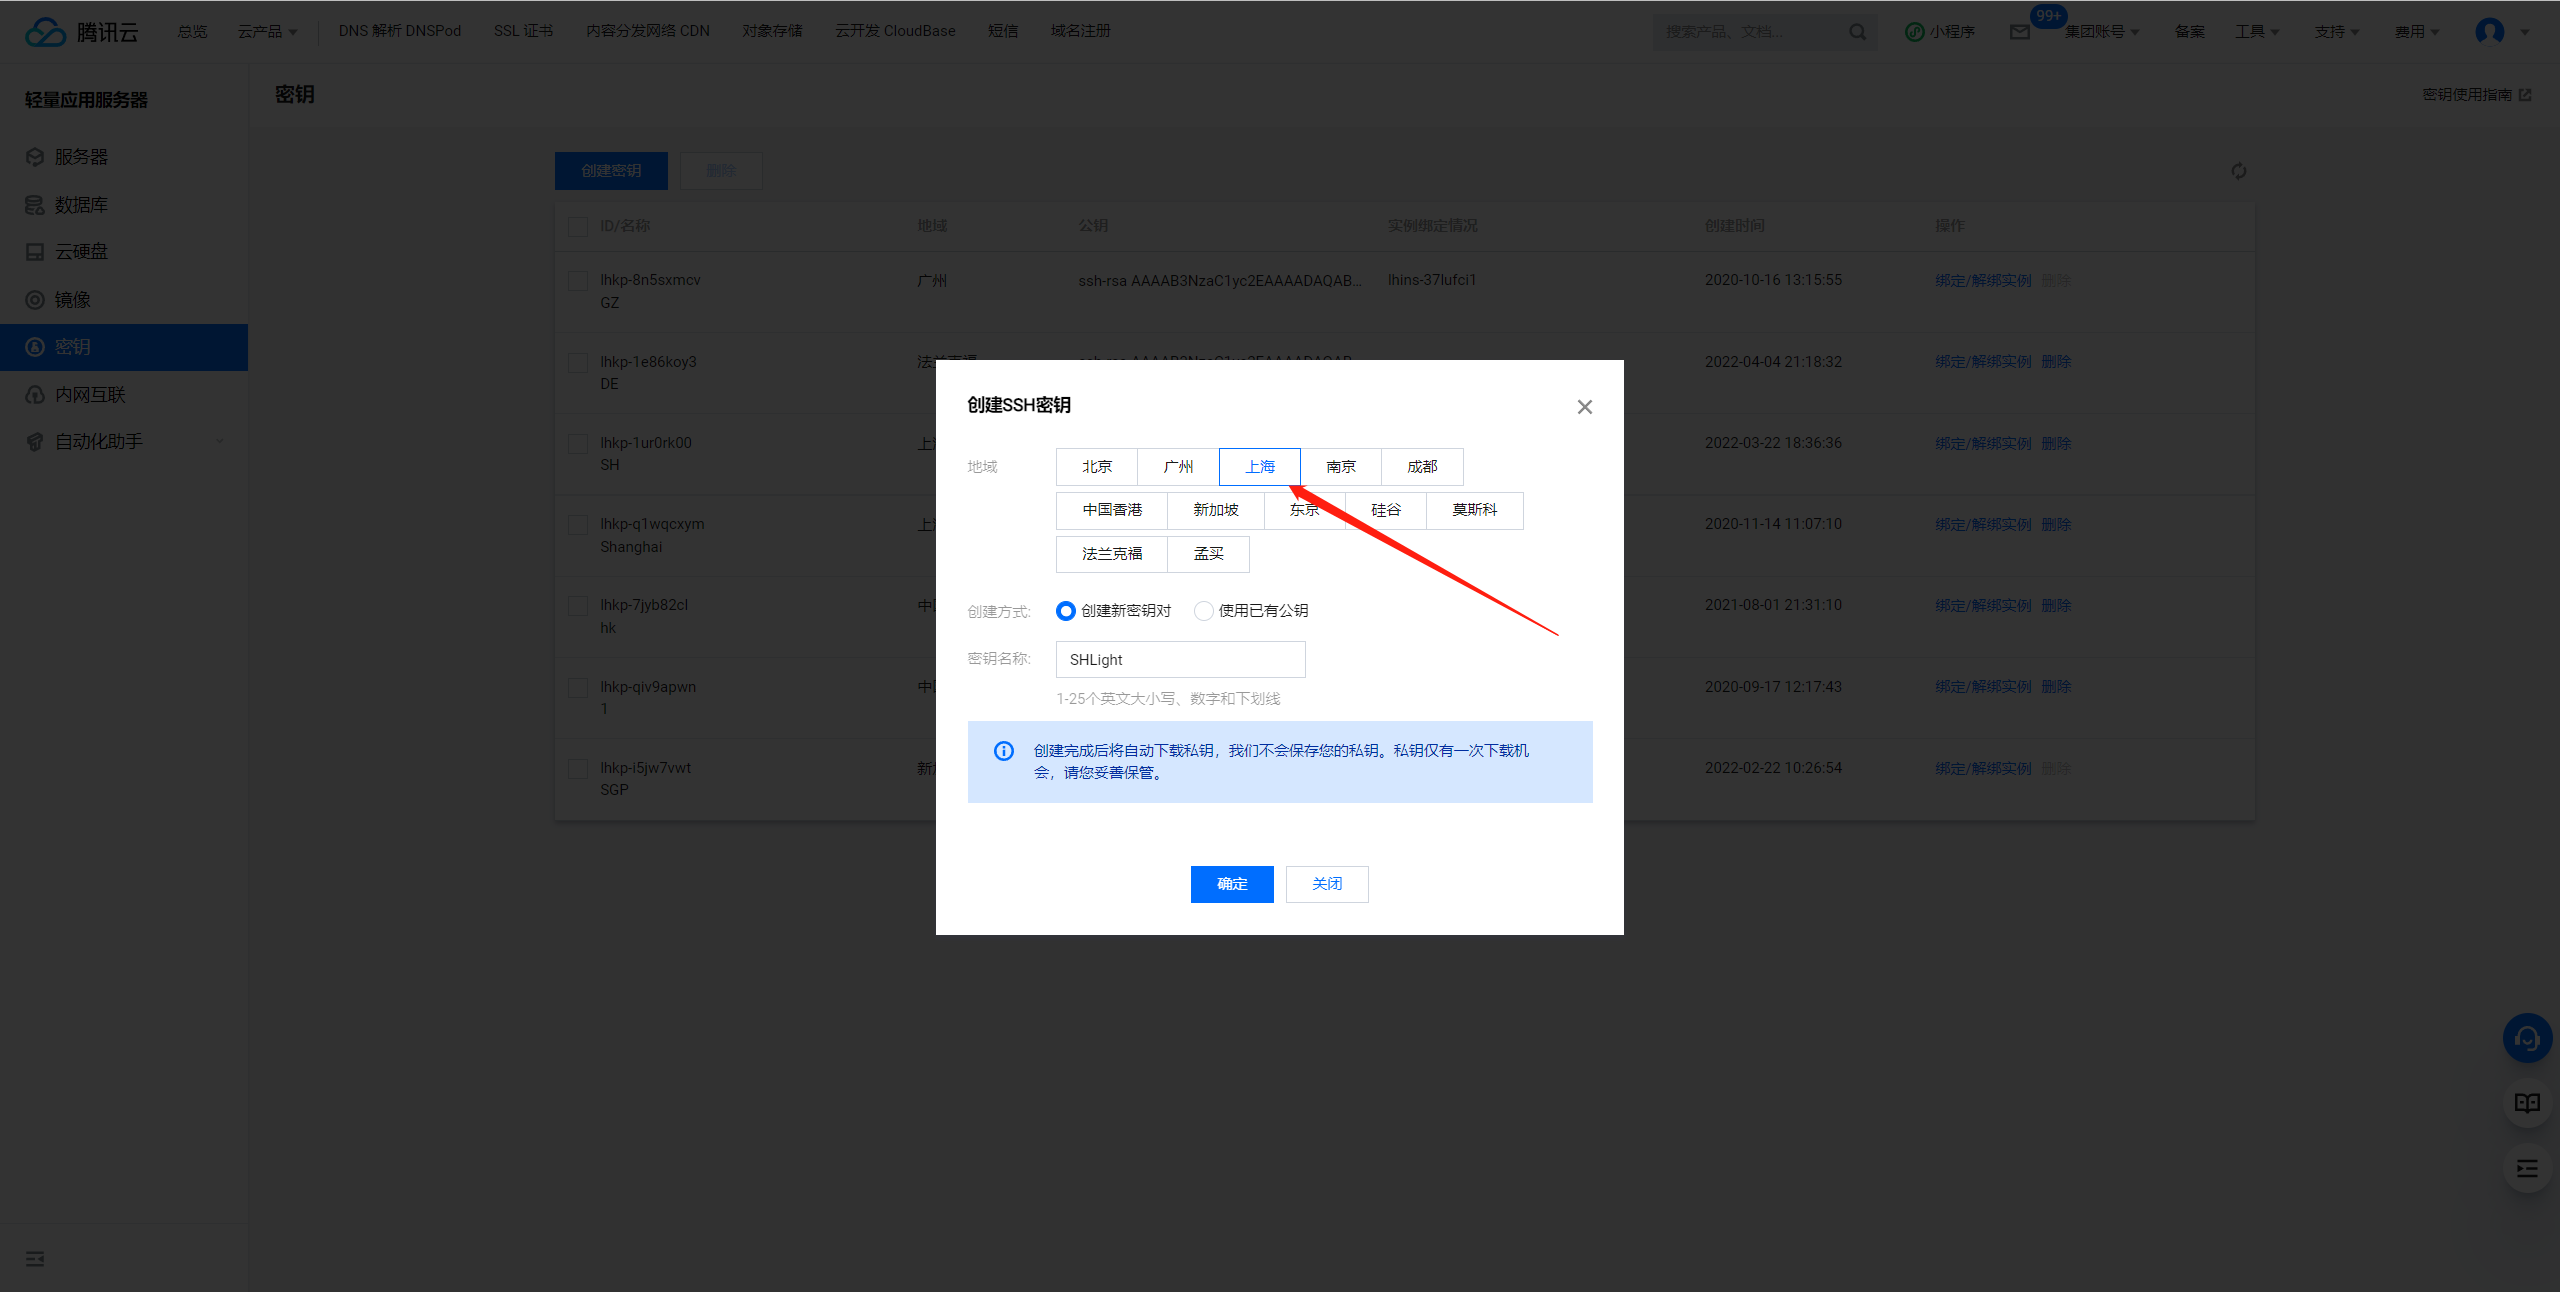 腾讯云
总览
云产品
DNS 解析 DNSPod
SSL 证书
内容分发网络 CDN
对象存储
云开发 CloudBase
短信
域名注册
搜索产品、文档...
小程序
99+
集团账号
备案
工具
支持
费用
轻量应用服务器
服务器
数据库
云硬盘
镜像
密钥
内网互联
自动化助手
密钥
密钥使用指南
创建密钥
删除
ID/名称
地域
公钥
实例绑定情况
创建时间
操作
lhkp-8n5sxmcv
GZ
广州
ssh-rsa AAAAB3NzaC1yc2EAAAADAQAB...
lhins-37lufci1
2020-10-16 13:15:55
绑定/解绑实例 删除
lhkp-1e86koy3
DE
法兰克福
2022-04-04 21:18:32
绑定/解绑实例 删除
lhkp-1ur0rk00
SH
上
2022-03-22 18:36:36
绑定/解绑实例 删除
lhkp-q1wqcxym
Shanghai
上
2020-11-14 11:07:10
绑定/解绑实例 删除
lhkp-7jyb82cl
hk
中
2021-08-01 21:31:10
绑定/解绑实例 删除
lhkp-qiv9apwn
1
中
2020-09-17 12:17:43
绑定/解绑实例 删除
lhkp-i5jw7vwt
SGP
新
2022-02-22 10:26:54
绑定/解绑实例 删除
创建SSH密钥
地域
北京
广州
上海
南京
成都
中国香港
新加坡
东京
硅谷
莫斯科
法兰克福
孟买
创建方式:
创建新密钥对
使用已有公钥
密钥名称:
SHLight
1-25个英文大小写、数字和下划线
创建完成后将自动下载私钥，我们不会保存您的私钥。私钥仅有一次下载机
会，请您妥善保管。
确定
关闭